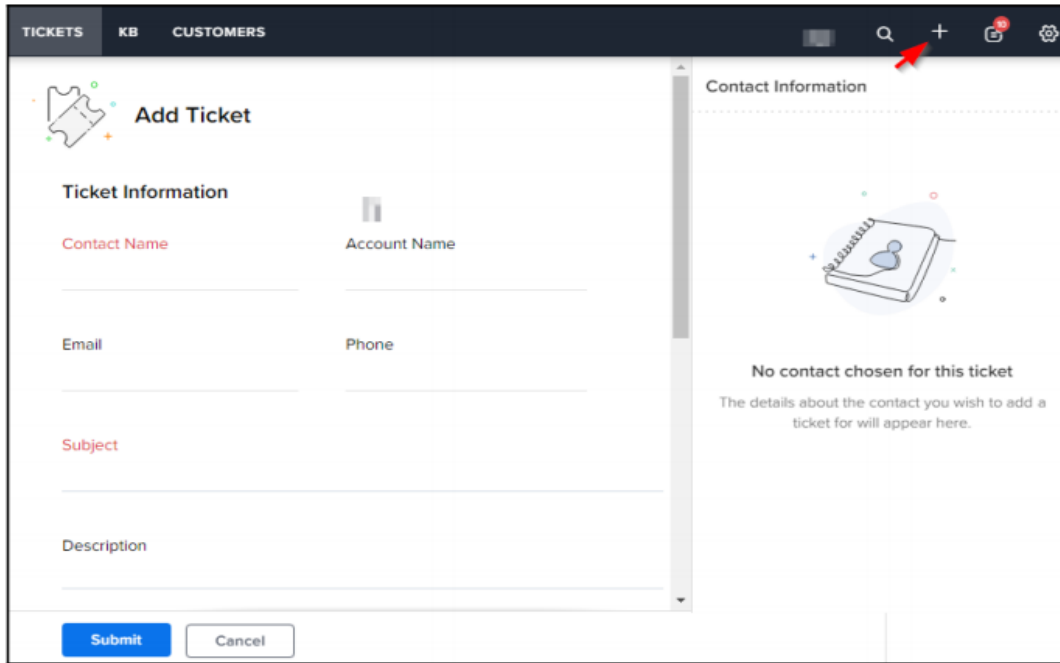 TICKETS KB CUSTOMERS
10
Add Ticket
Ticket Information
Contact Name Account Name
Email Phone
Subject
Description
Submit Cancel
Contact Information
No contact chosen for this ticket
The details about the contact you wish to add a
ticket for will appear here.